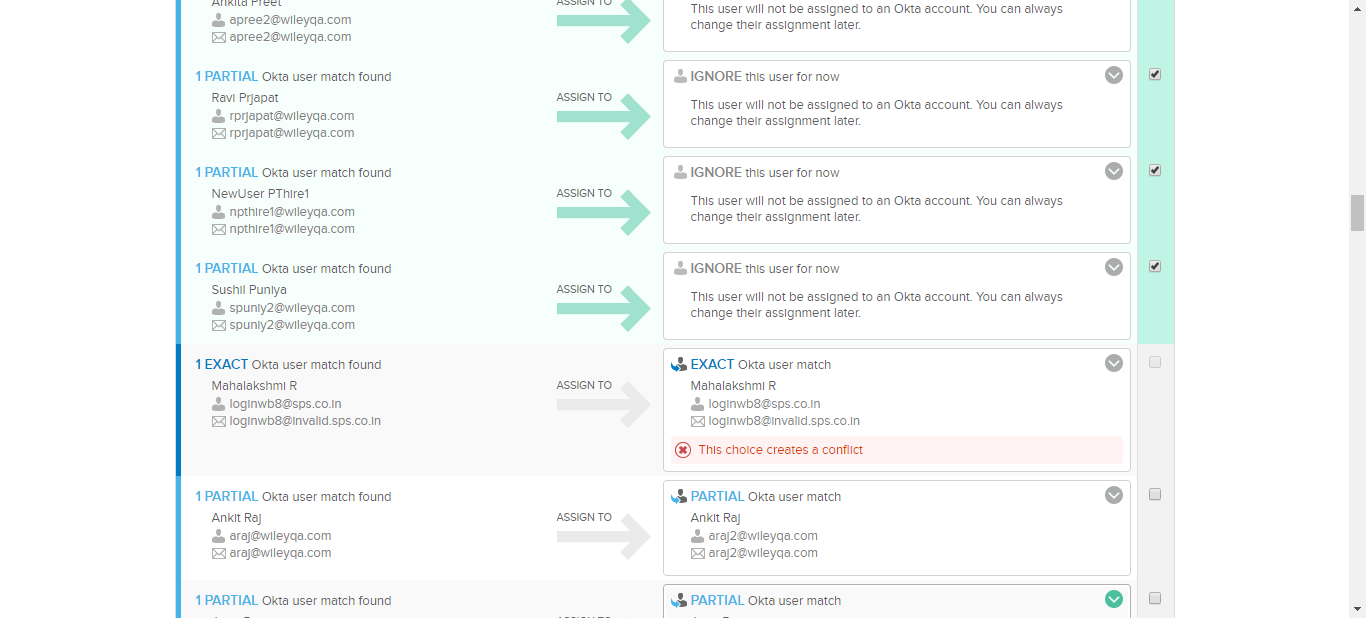 Ankita Preet
apree2@wileyqa.com
apree2@wileyqa.com
ASSIGN TO
This user will not be assigned to an Okta account. You can always
change their assignment later.
1 PARTIAL Okta user match found
Ravi Prjapat
rprjapat@wileyqa.com
rprjapat@wileyqa.com
ASSIGN TO
IGNORE this user for now
This user will not be assigned to an Okta account. You can always
change their assignment later.
1 PARTIAL Okta user match found
NewUser PThire1
npthire1@wileyqa.com
npthire1@wileyqa.com
ASSIGN TO
IGNORE this user for now
This user will not be assigned to an Okta account. You can always
change their assignment later.
1 PARTIAL Okta user match found
Sushil Puniya
spuniy2@wileyqa.com
spuniy2@wileyqa.com
ASSIGN TO
IGNORE this user for now
This user will not be assigned to an Okta account. You can always
change their assignment later.
1 EXACT Okta user match found
Mahalakshmi R
loginwb8@sps.co.in
loginwb8@invalid.sps.co.in
ASSIGN TO
EXACT Okta user match
Mahalakshmi R
loginwb8@sps.co.in
loginwb8@invalid.sps.co.in
This choice creates a conflict
1 PARTIAL Okta user match found
Ankit Raj
araj@wileyqa.com
araj@wileyqa.com
ASSIGN TO
PARTIAL Okta user match
Ankit Raj
araj2@wileyqa.com
araj2@wileyqa.com
1 PARTIAL Okta user match found
PARTIAL Okta user match